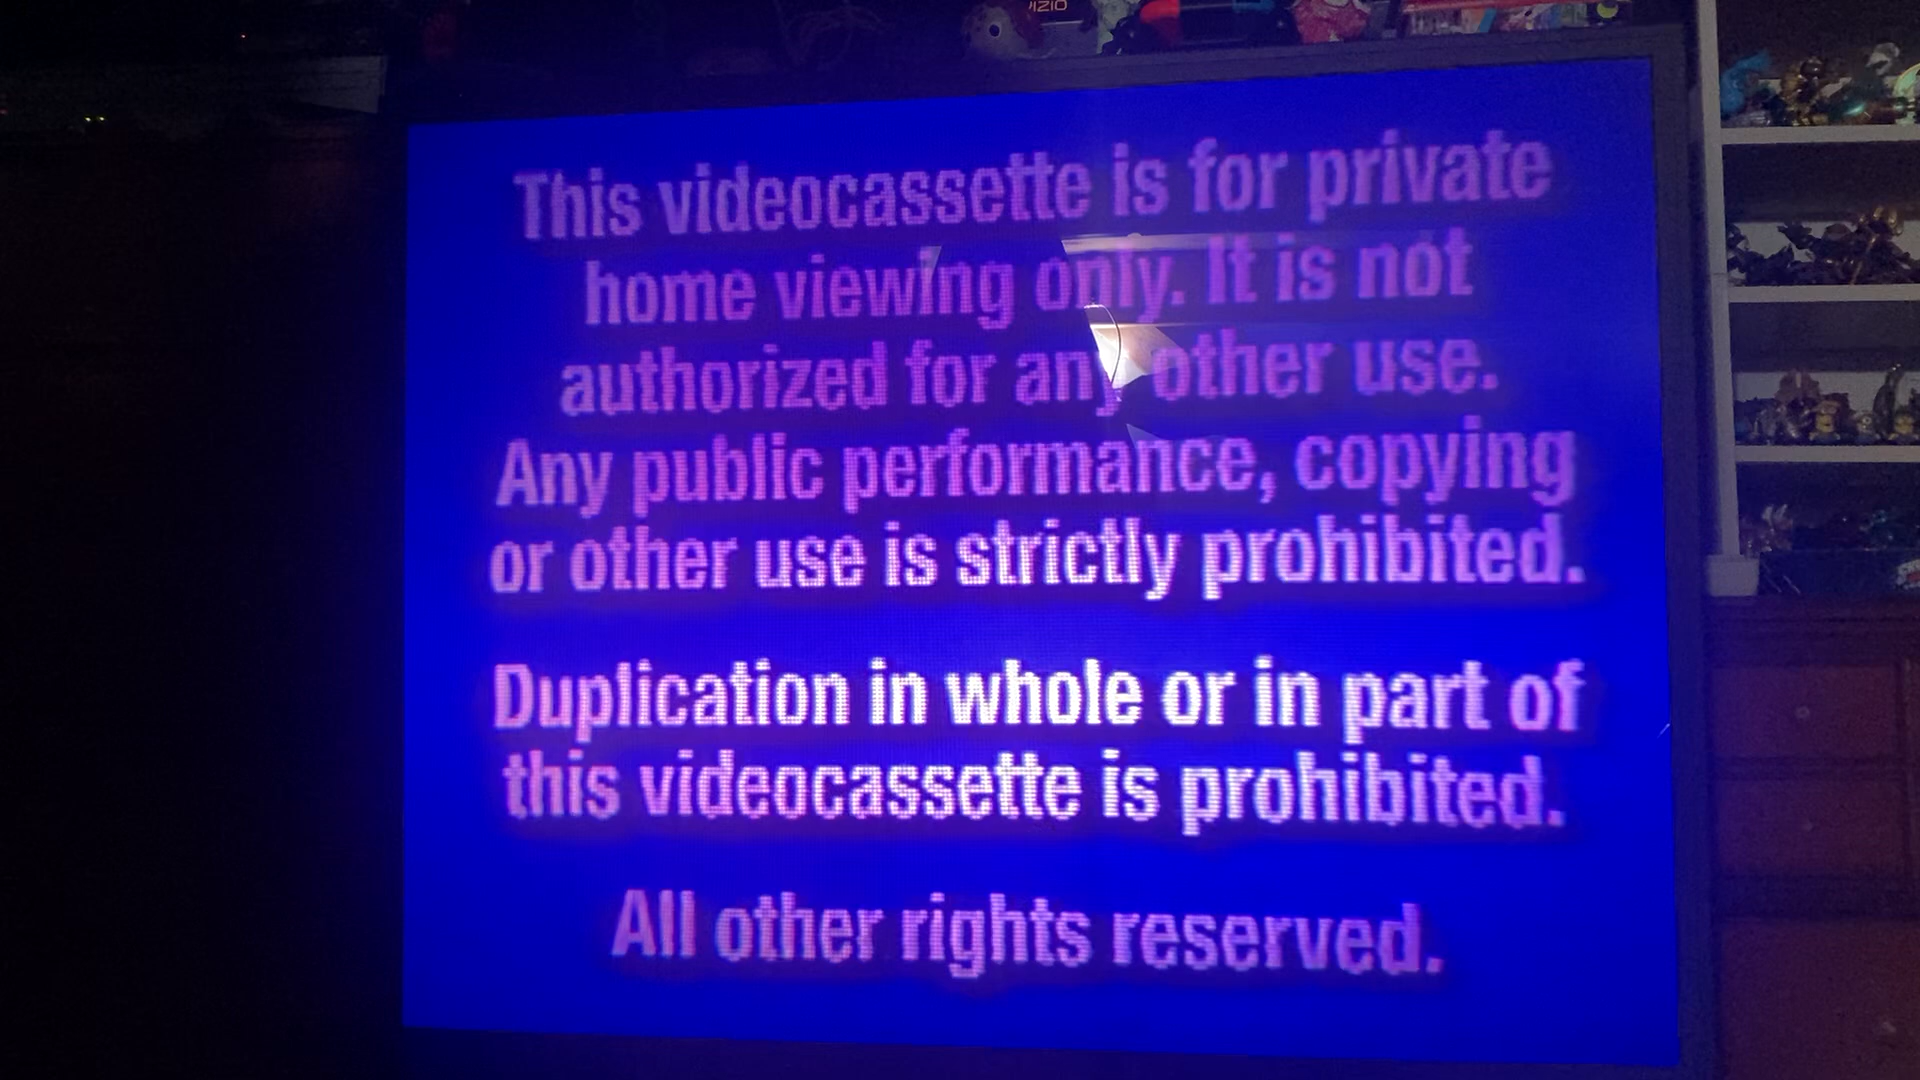 VIZIO
This videocassette is for private
home viewing only. It is not
authorized for any other use.
Any public performance, copying
or other use is strictly prohibited.
Duplication in whole or in part of
this videocassette is prohibited.
All other rights reserved.